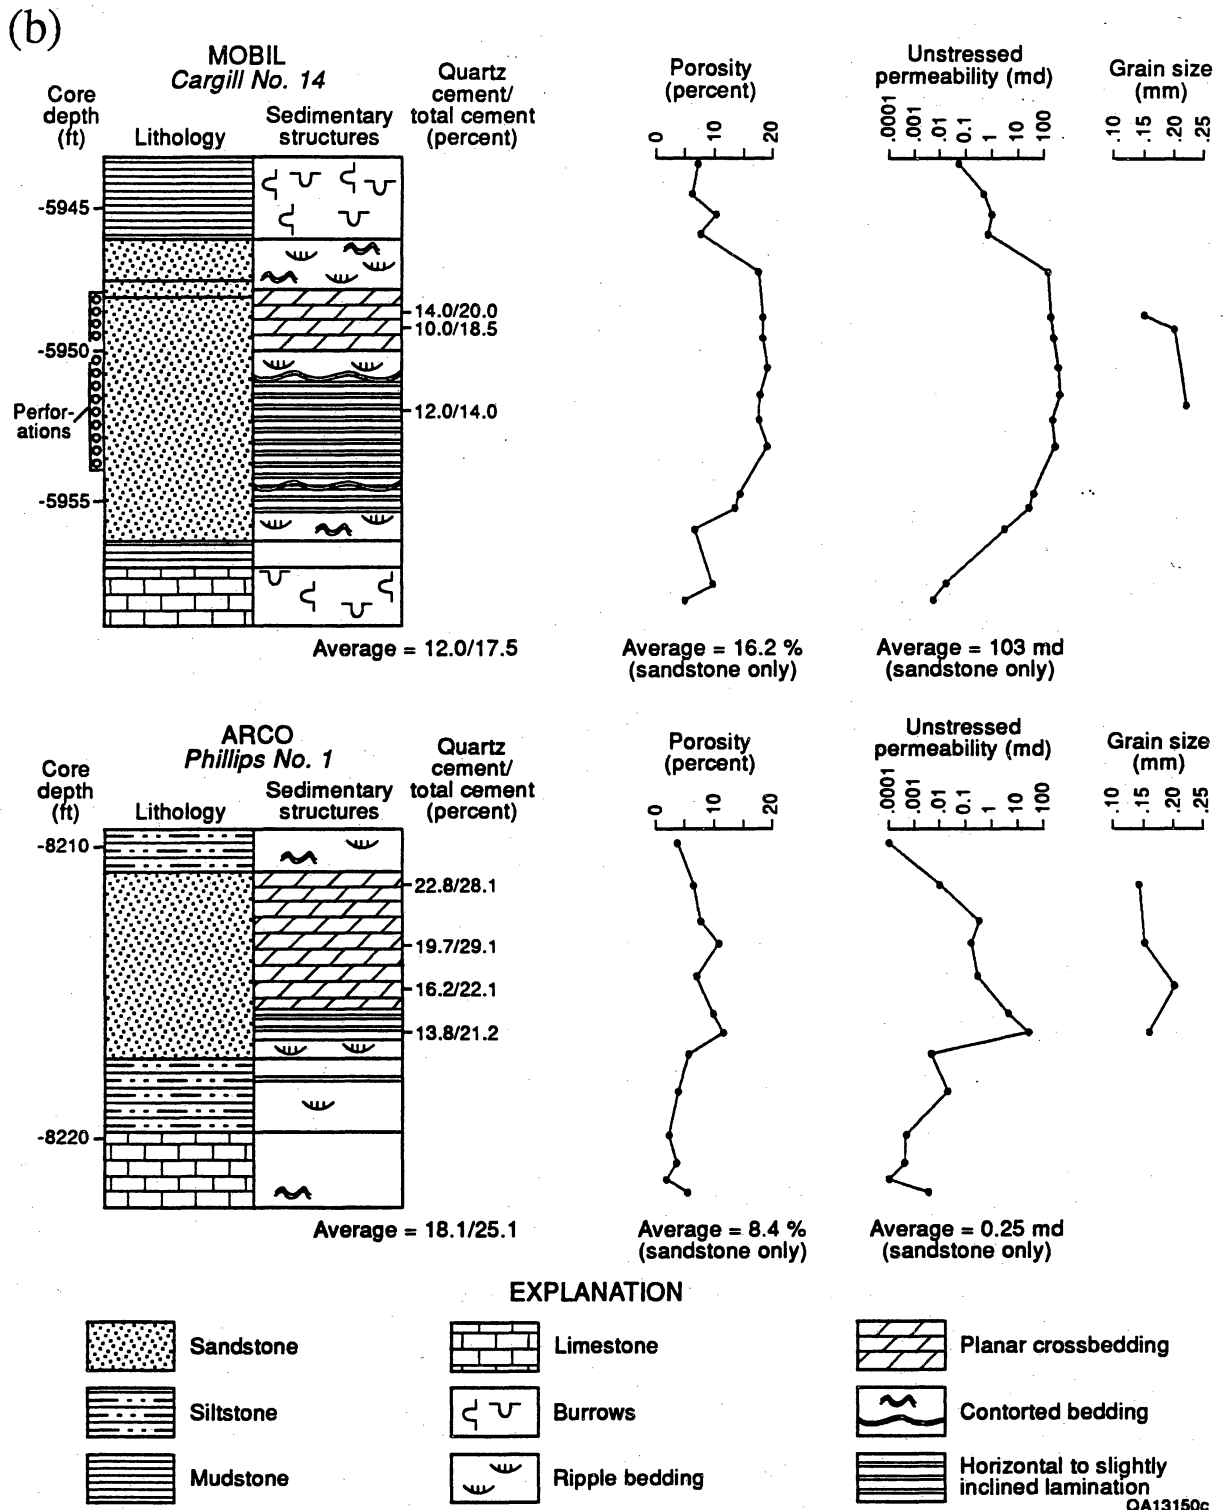 (b)
MOBIL
Cargill No. 14
Core
depth
(ft)
Lithology
Sedimentary
structures
Quartz
cement/
total cement
(percent)
Porosity
(percent)
0 10 20
Unstressed
permeability (md)
.0001 .001 .01 0.1 1 10 100
Grain size
(mm)
.10 .15 .20 .25
-5945
14.0/20.0
10.0/18.5
-5950
Perfor-
ations
12.0/14.0
-5955
Average = 12.0/17.5
Average = 16.2 %
(sandstone only)
Average = 103 md
(sandstone only)
ARCO
Phillips No. 1
Core
depth
(ft)
Lithology
Sedimentary
structures
Quartz
cement/
total cement
(percent)
Porosity
(percent)
0 10 20
Unstressed
permeability (md)
.0001 .001 .01 0.1 1 10 100
Grain size
(mm)
.10 .15 .20 .25
-8210
22.8/28.1
19.7/29.1
16.2/22.1
13.8/21.2
-8220
Average = 18.1/25.1
Average = 8.4 %
(sandstone only)
Average = 0.25 md
(sandstone only)
EXPLANATION
Sandstone
Limestone
Planar crossbedding
Siltstone
Burrows
Contorted bedding
Mudstone
Ripple bedding
Horizontal to slightly
inclined lamination
QA13150c